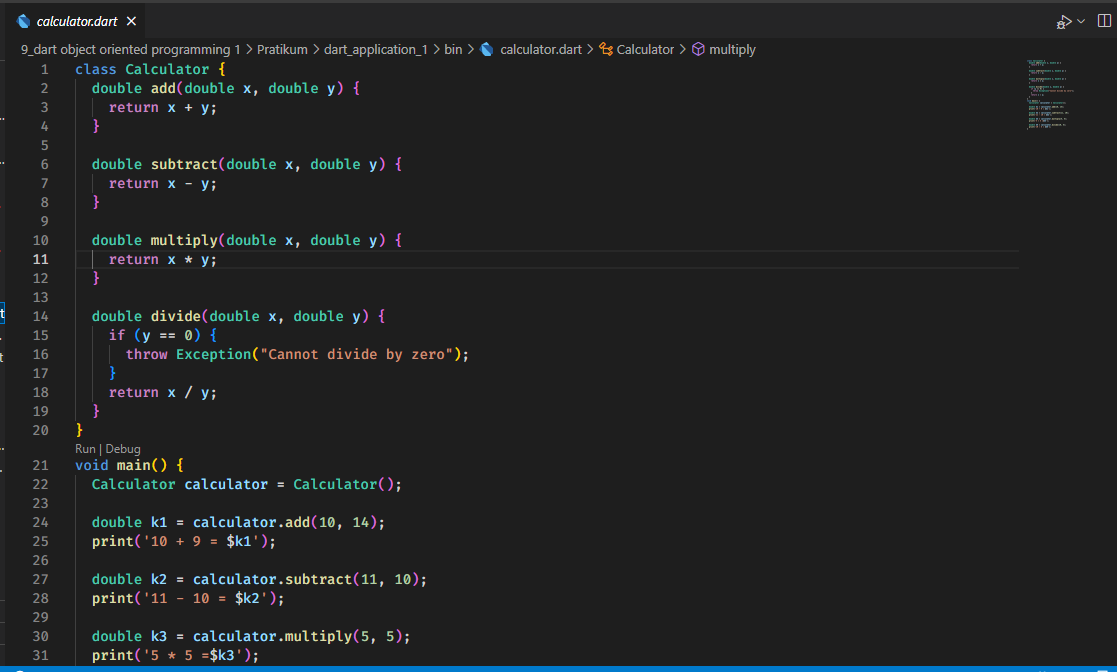 calculator.dart
9_dart object oriented programming 1 > Pratikum > dart_application_1 > bin > calculator.dart > Calculator > multiply
1 class Calculator {
2   double add(double x, double y) {
3     return x + y;
4   }
5
6   double subtract(double x, double y) {
7     return x - y;
8   }
9
10   double multiply(double x, double y) {
11     return x * y;
12   }
13
14   double divide(double x, double y) {
15     if (y == 0) {
16       throw Exception("Cannot divide by zero");
17     }
18     return x / y;
19   }
20 }
Run | Debug
21 void main() {
22   Calculator calculator = Calculator();
23
24   double k1 = calculator.add(10, 14);
25   print('10 + 9 = $k1');
26
27   double k2 = calculator.subtract(11, 10);
28   print('11 - 10 = $k2');
29
30   double k3 = calculator.multiply(5, 5);
31   print('5 * 5 =$k3');